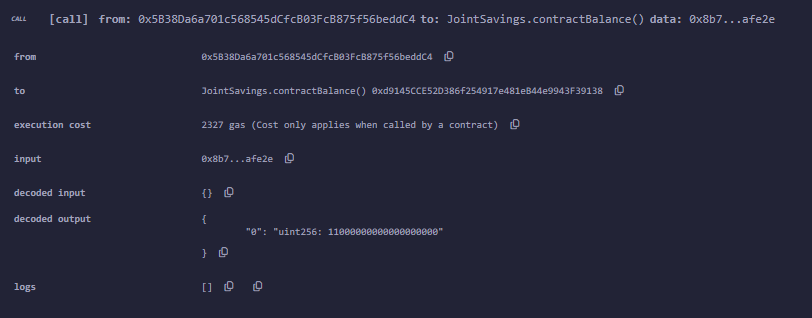 CALL [call] from: 0x5B38Da6a701c568545dCfcB03FcB875f56beddC4 to: JointSavings.contractBalance() data: 0x8b7...afe2e
from 0x5B38Da6a701c568545dCfcB03FcB875f56beddC4
to JointSavings.contractBalance() 0xd9145CCE52D386f254917e481eB44e9943F39138
execution cost 2327 gas (Cost only applies when called by a contract)
input 0x8b7...afe2e
decoded input {}
decoded output {
"0": "uint256: 11000000000000000000"
}
logs []